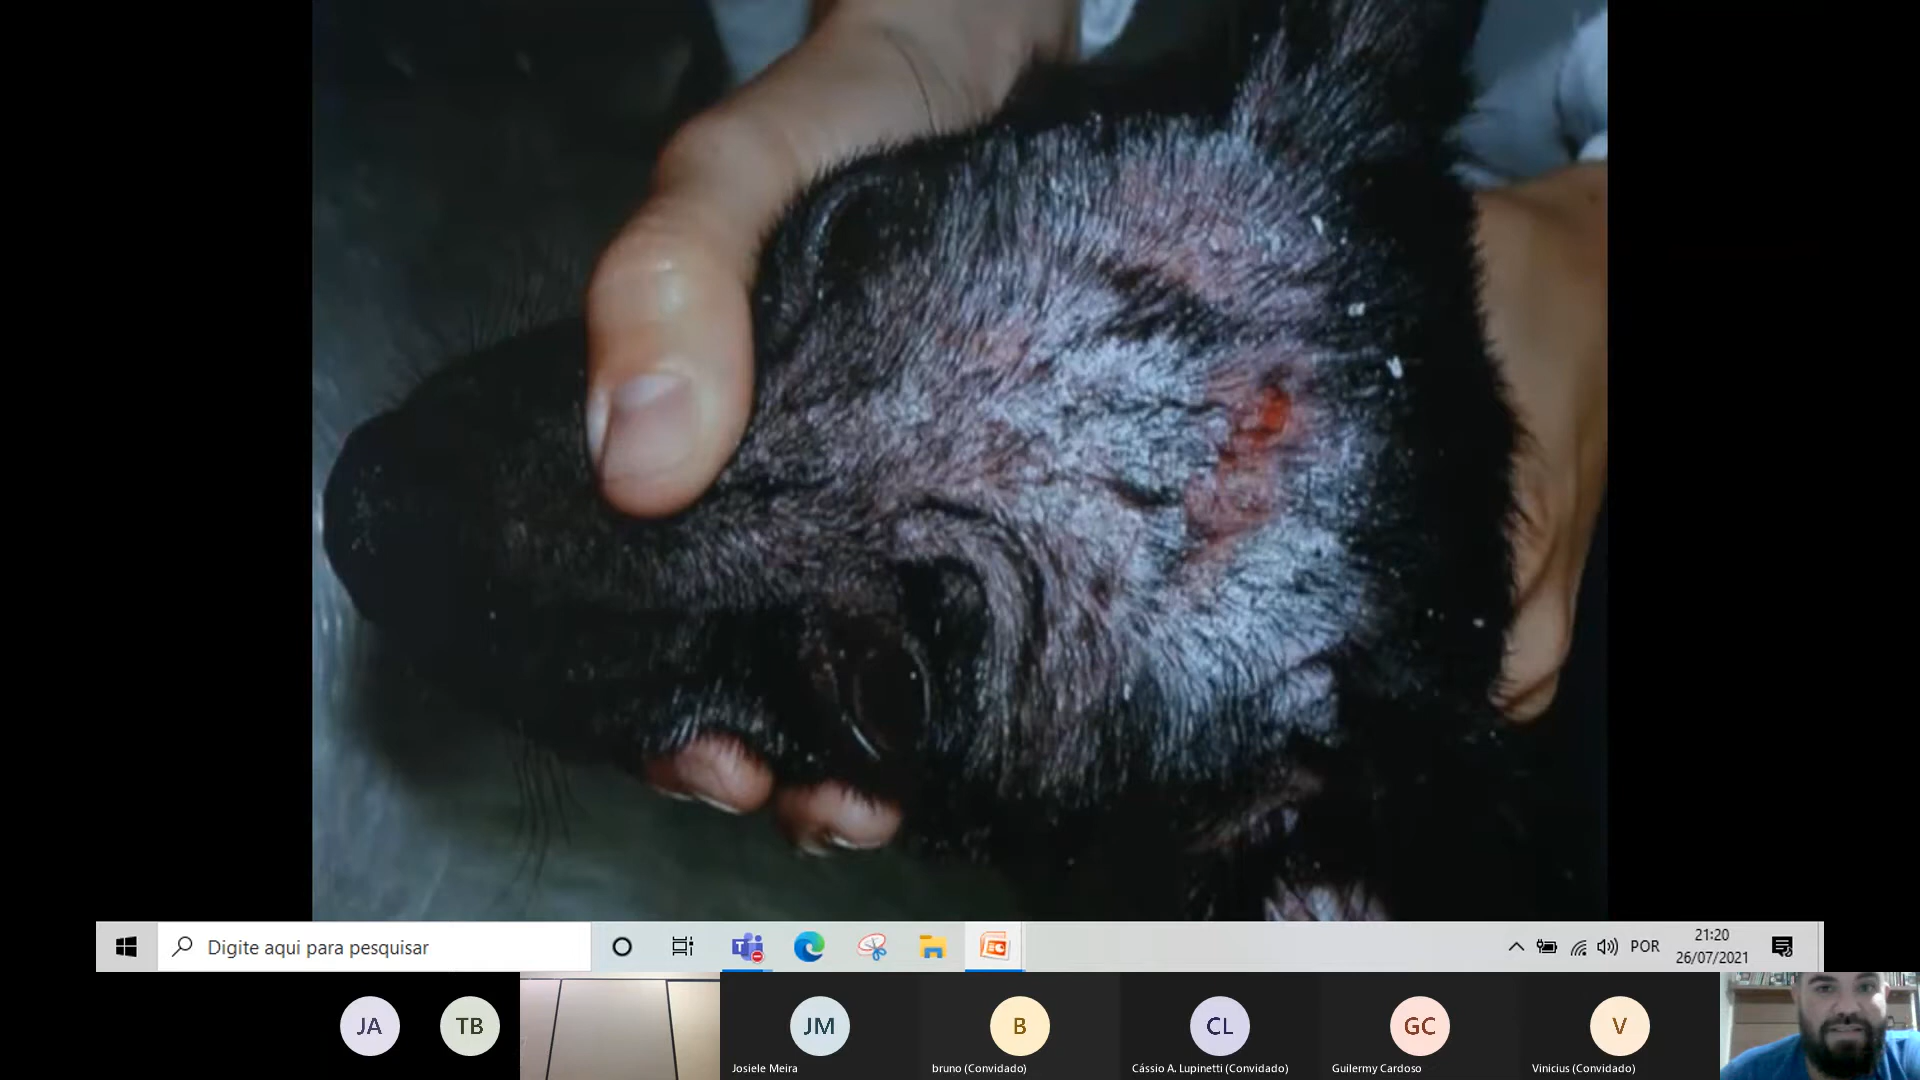 Digite aqui para pesquisar
POR
21:20
26/07/2021
JA
TB
JM
B
CL
GC
V
Josiele Meira
bruno (Convidado)
Cássio A. Lupinetti (Convidado)
Guilermy Cardoso
Vinicius (Convidado)